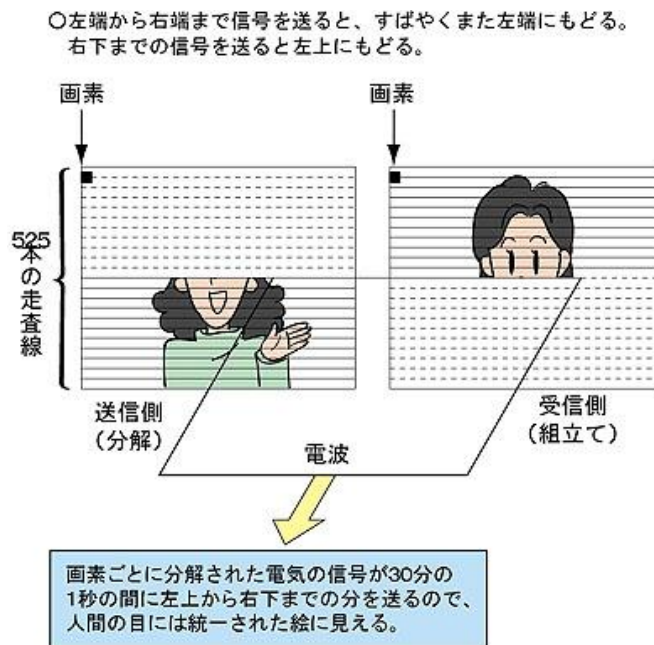 ○左端から右端まで信号を送ると、すばやくまた左端にもどる。
右下までの信号を送ると左上にもどる。
画素
画素
525本の走査線
送信側
（分解）
受信側
（組立て）
電波
画素ごとに分解された電気の信号が30分の
1秒の間に左上から右下までの分を送るので、
人間の目には統一された絵に見える。